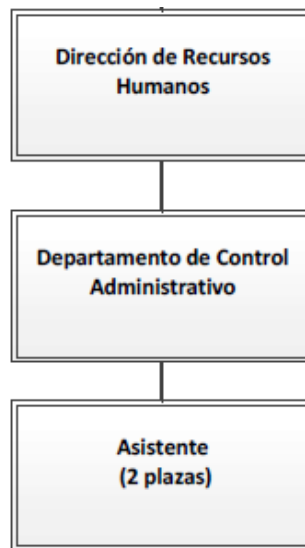 Dirección de Recursos
Humanos
Departamento de Control
Administrativo
Asistente
(2 plazas)